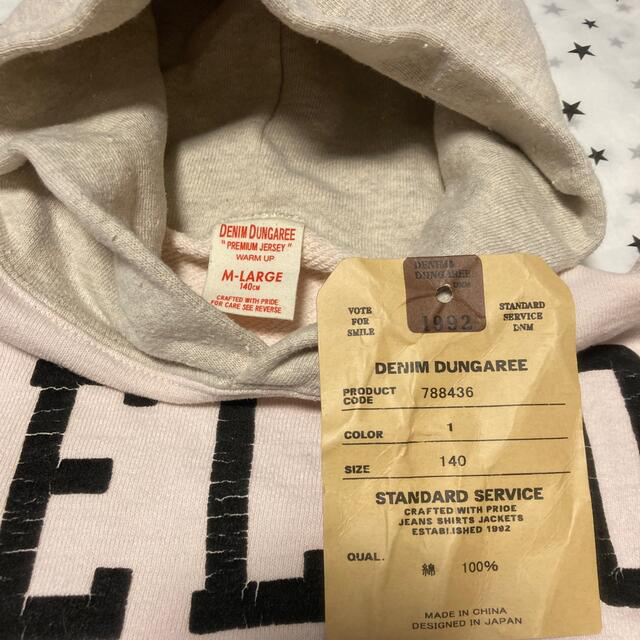 DENIM DUNGAREE
"PREMIUM JERSEY"
WARM UP
M-LARGE
140CM
CRAFTED WITH PRIDE
FOR CARE SEE REVERSE
DENIM &
DUNGAREE
DNM
1992
VOTE
FOR
SMILE
STANDARD
SERVICE
DNM
DENIM DUNGAREE
PRODUCT
CODE 788436
COLOR 1
SIZE 140
STANDARD SERVICE
CRAFTED WITH PRIDE
JEANS SHIRTS JACKETS
ESTABLISHED 1992
QUAL. 綿 100%
MADE IN CHINA
DESIGNED IN JAPAN
EL